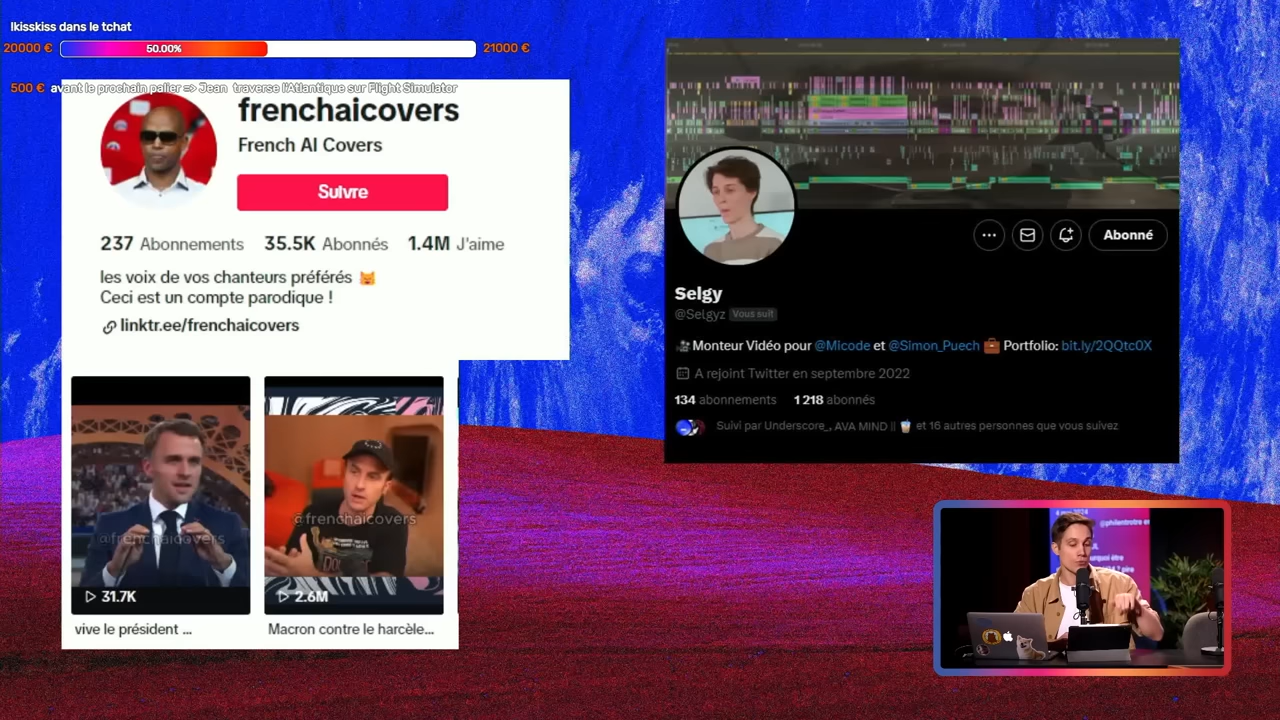 Ikisskiss dans le tchat
20000 €
50.00%
21000 €
500 € avant le prochain palier => Jean traverse l'Atlantique sur Flight Simulator
frenchaicovers
French AI Covers
Suivre
237 Abonnements 35.5K Abonnés 1.4M J'aime
les voix de vos chanteurs préférés 😺
Ceci est un compte parodique !
linktr.ee/frenchaicovers
@frenchaicovers
31.7K
vive le président ...
@frenchaicovers
2.6M
Macron contre le harcèle...
Abonné
Selgy
@Selgyz Vous suit
🎥Monteur Vidéo pour @Micode et @Simon_Puech 💼 Portfolio: bit.ly/2QQtc0X
A rejoint Twitter en septembre 2022
134 abonnements 1 218 abonnés
Suivi par Underscore_, AVA MIND || 🥤 et 16 autres personnes que vous suivez